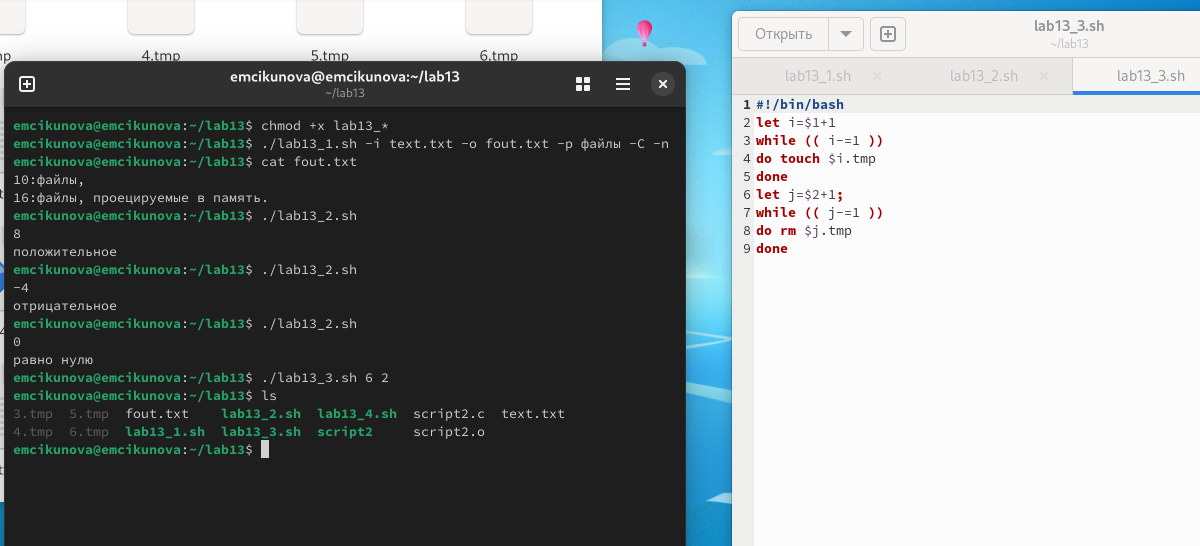 4.tmp 5.tmp 6.tmp
emcikunova@emcikunova:~/lab13
~/lab13
emcikunova@emcikunova:~/lab13$ chmod +x lab13_*
emcikunova@emcikunova:~/lab13$ ./lab13_1.sh -i text.txt -o fout.txt -p файлы -C -n
emcikunova@emcikunova:~/lab13$ cat fout.txt
10:файлы,
16:файлы, проецируемые в память.
emcikunova@emcikunova:~/lab13$ ./lab13_2.sh
8
положительное
emcikunova@emcikunova:~/lab13$ ./lab13_2.sh
-4
отрицательное
emcikunova@emcikunova:~/lab13$ ./lab13_2.sh
0
равно нулю
emcikunova@emcikunova:~/lab13$ ./lab13_3.sh 6 2
emcikunova@emcikunova:~/lab13$ ls
3.tmp 5.tmp fout.txt lab13_2.sh lab13_4.sh script2.c text.txt
4.tmp 6.tmp lab13_1.sh lab13_3.sh script2 script2.o
emcikunova@emcikunova:~/lab13$
Открыть
lab13_3.sh
~/lab13
lab13_1.sh × lab13_2.sh × lab13_3.sh
1 #!/bin/bash
2 let i=$1+1
3 while (( i-=1 ))
4 do touch $i.tmp
5 done
6 let j=$2+1;
7 while (( j-=1 ))
8 do rm $j.tmp
9 done